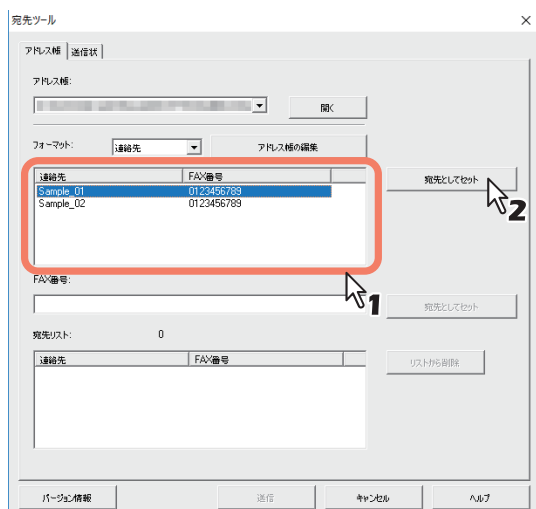 宛先ツール
アドレス帳 送信状
アドレス帳:
開く
フォーマット: 連絡先 アドレス帳の編集
連絡先 FAX番号
Sample_01 0123456789
Sample_02 0123456789
宛先としてセット
2
1
FAX番号:
宛先としてセット
宛先リスト: 0
連絡先 FAX番号
リストから削除
バージョン情報 送信 キャンセル ヘルプ